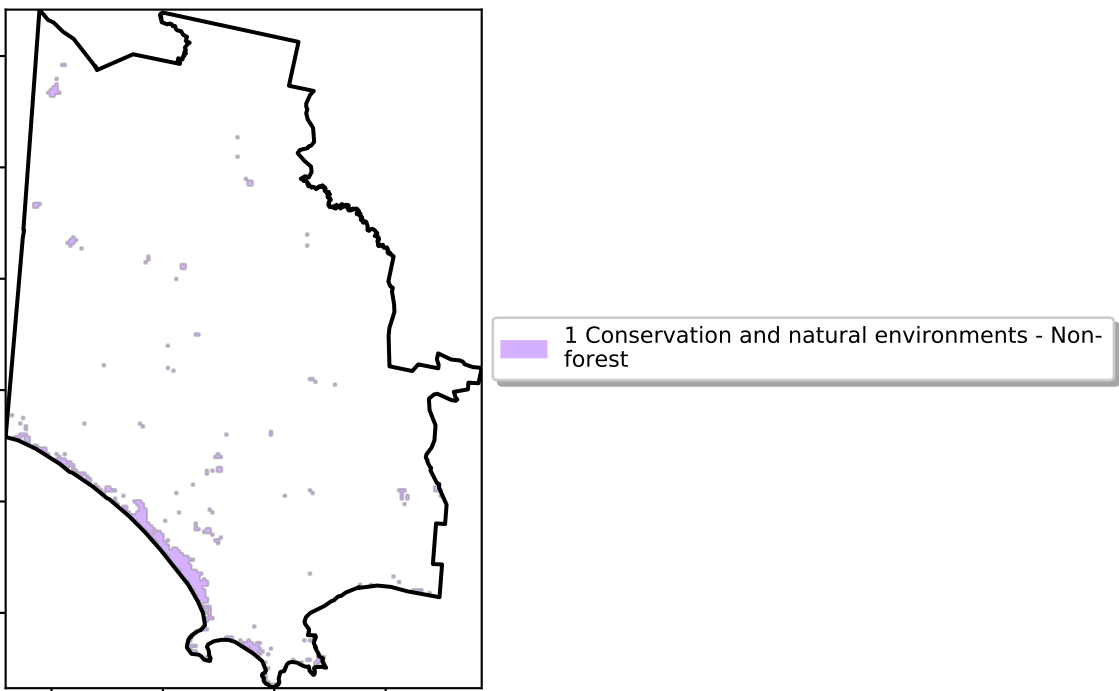 1 Conservation and natural environments - Non-
forest